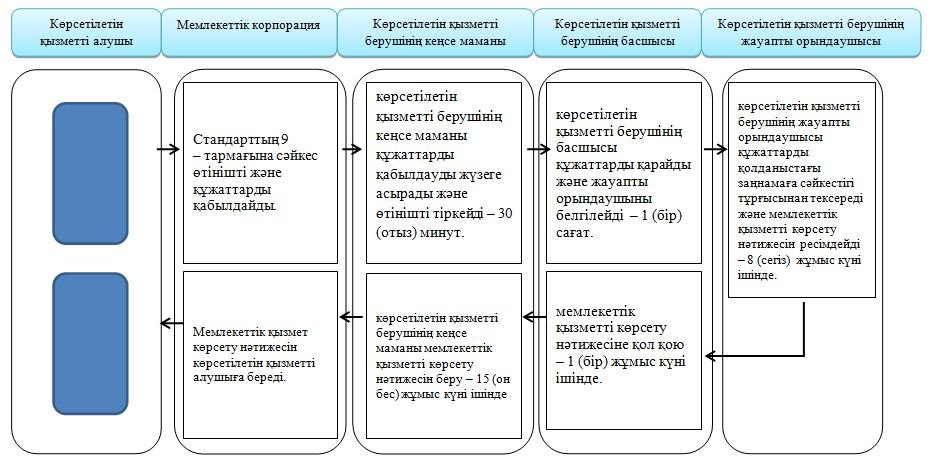 Көрсетілетін
қызметті алушы
Мемлекеттік корпорация
Көрсетілетін қызметті
берушінің кеңсе маманы
Көрсетілетін қызметті
берушінің басшысы
Көрсетілетін қызметті берушінің
жауапты орындаушысы
Стандарттың 9
– тармағына сәйкес
өтінішті және
құжаттарды
қабылдайды.
көрсетілетін
қызметті берушінің
кеңсе маманы
құжаттарды
қабылдауды жүзеге
асырады және
өтінішті тіркейді – 30
(отыз) минут.
көрсетілетін
қызметті берушінің
басшысы
құжаттарды қарайды
және жауапты
орындаушыны
белгілейді – 1 (бір)
сағат.
көрсетілетін қызметті
берушінің жауапты
орындаушысы
құжаттарды
қолданыстағы
заңнамаға сәйкестігі
тұрғысынан тексереді
және мемлекеттік
қызметті көрсету
нәтижесін ресімдейді
– 8 (сегіз) жұмыс күні
ішінде.
Мемлекеттік қызмет
көрсету нәтижесін
көрсетілетін қызметті
алушыға береді.
көрсетілетін қызметті
берушінің кеңсе
маманы мемлекеттік
қызметті көрсету
нәтижесін беру – 15 (он
бес) жұмыс күні ішінде
мемлекеттік
қызметті көрсету
нәтижесіне қол қою
– 1 (бір) жұмыс күні
ішінде.